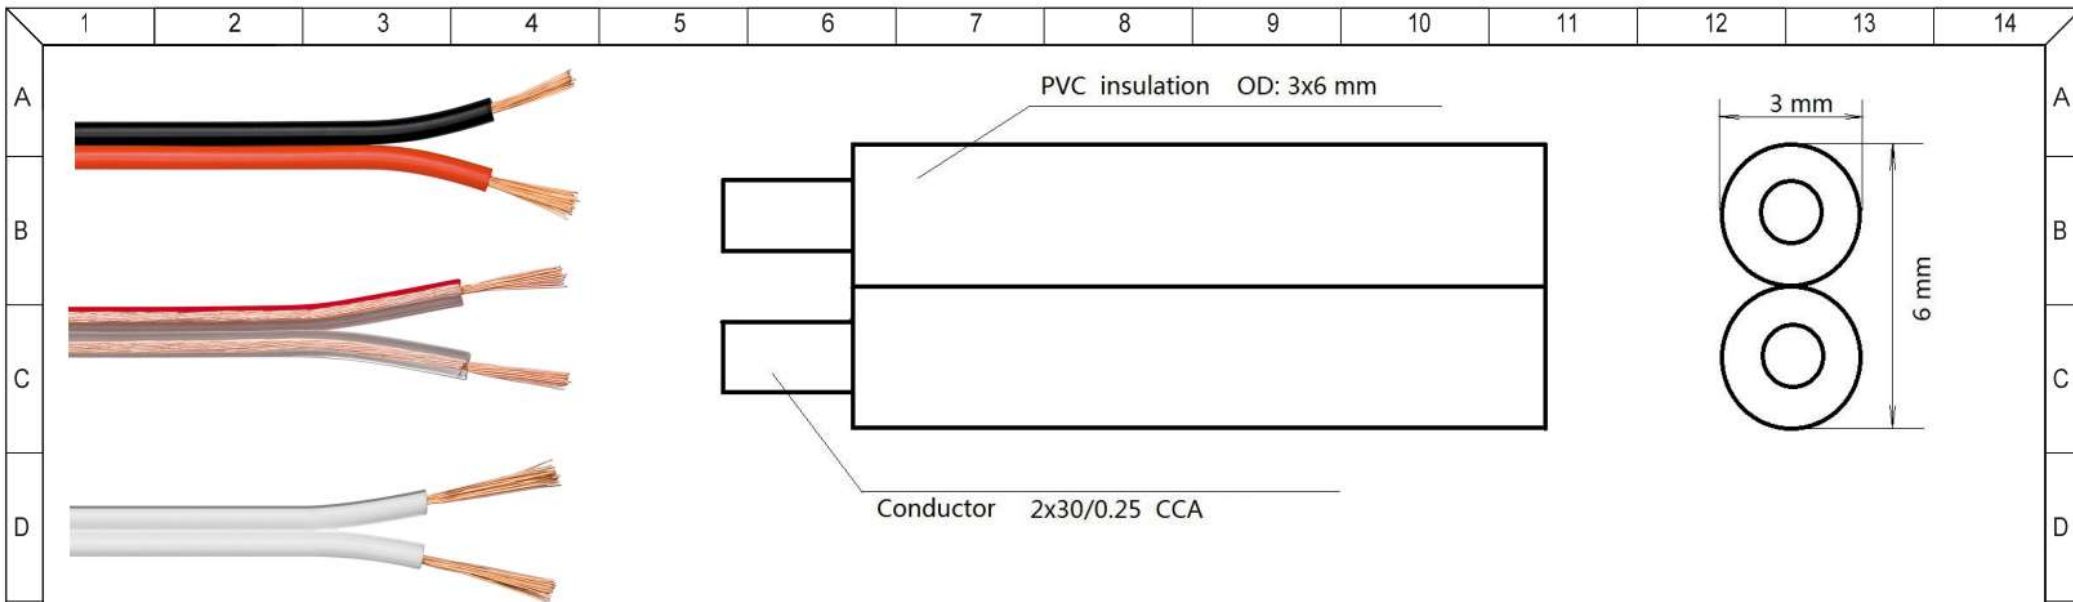 1 2 3 4 5 6 7 8 9 10 11 12 13 14
A A
PVC insulation OD: 3x6 mm
3 mm
B B
6 mm
C C
Conductor 2x30/0.25 CCA
D D